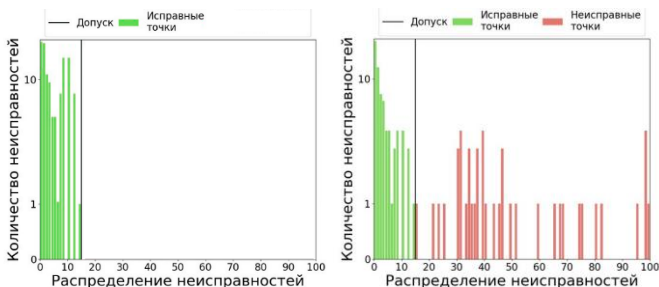 Допуск Исправные точки
Количество неисправностей
10
1
0
0 10 20 30 40 50 60 70 80 90 100
Распределение неисправностей
Допуск Исправные точки Неисправные точки
Количество неисправностей
10
1
0
0 10 20 30 40 50 60 70 80 90 100
Распределение неисправностей